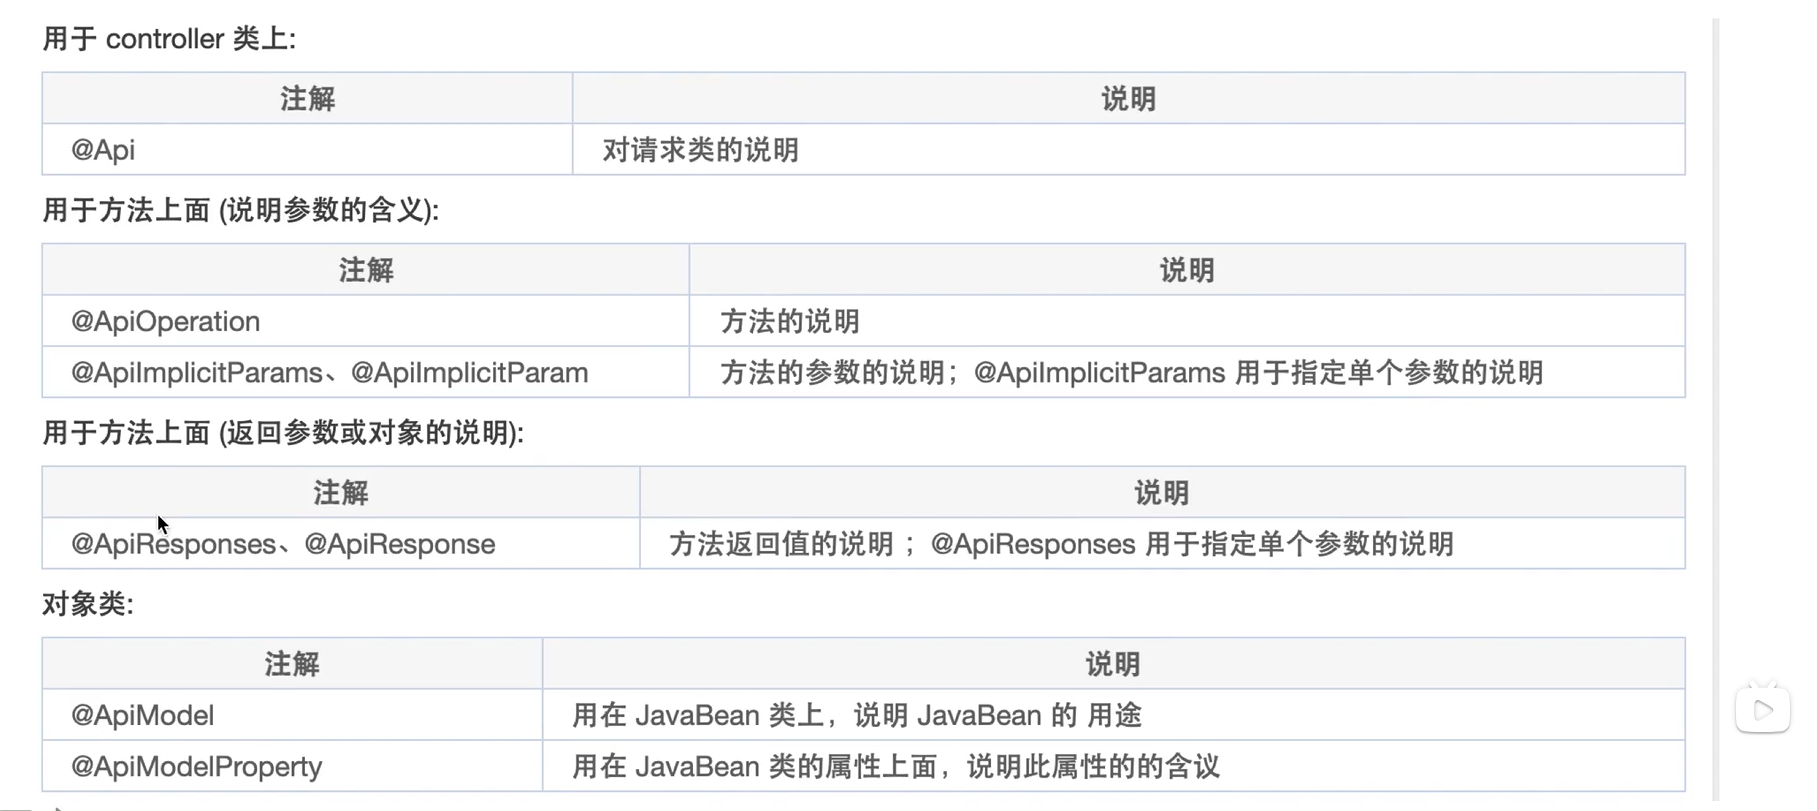 用于 controller 类上:
注解 说明
@Api 对请求类的说明
用于方法上面 (说明参数的含义):
注解 说明
@ApiOperation 方法的说明
@ApiImplicitParams、@ApiImplicitParam 方法的参数的说明；@ApiImplicitParams 用于指定单个参数的说明
用于方法上面 (返回参数或对象的说明):
注解 说明
@ApiResponses、@ApiResponse 方法返回值的说明 ；@ApiResponses 用于指定单个参数的说明
对象类:
注解 说明
@ApiModel 用在 JavaBean 类上，说明 JavaBean 的 用途
@ApiModelProperty 用在 JavaBean 类的属性上面，说明此属性的的含议